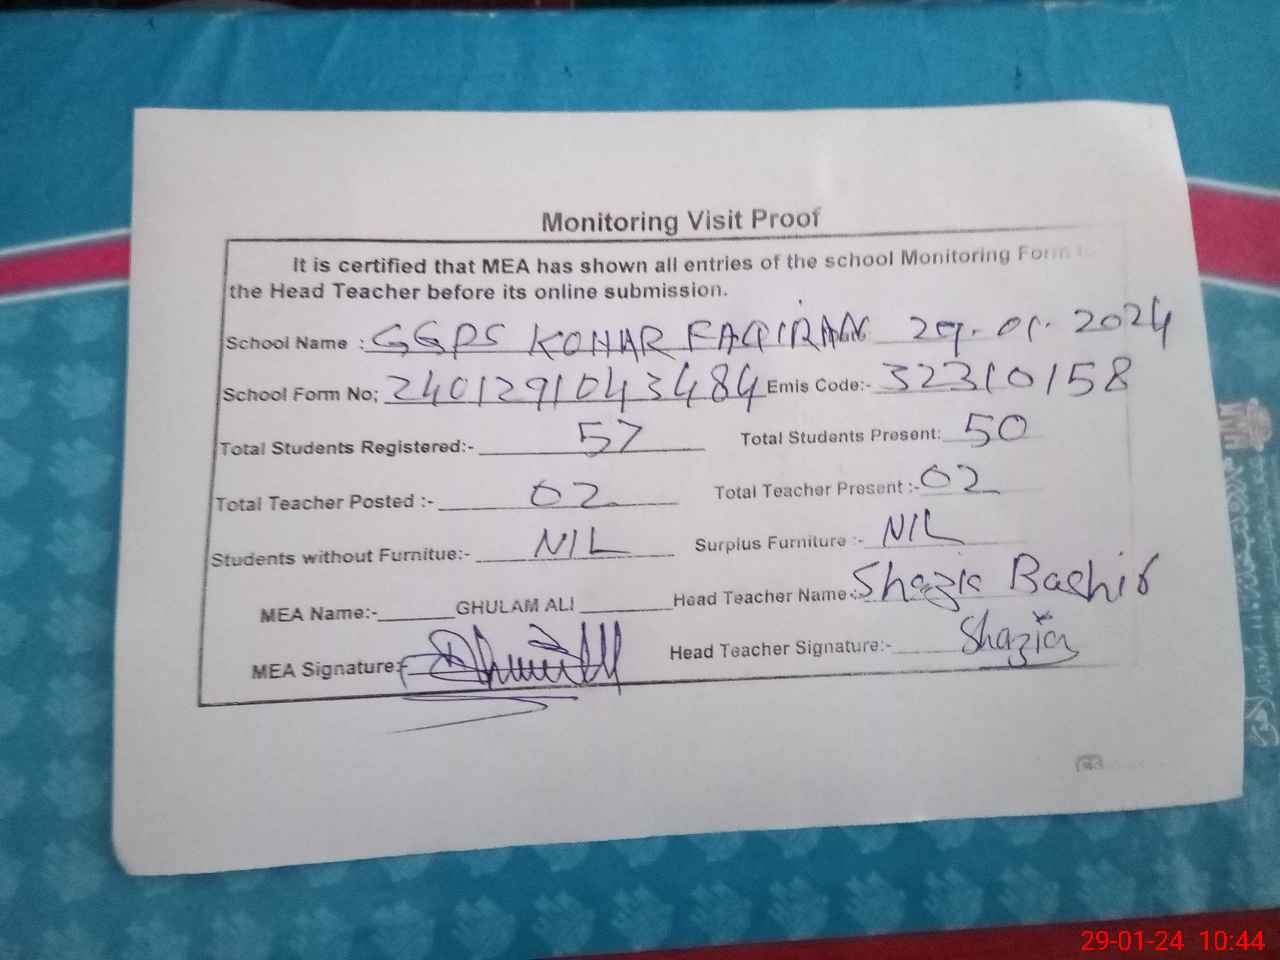 Monitoring Visit Proof
It is certified that MEA has shown all entries of the school Monitoring Form to
the Head Teacher before its online submission.
School Name : GGPS KOHAR FAQIRAN 29.01.2024
School Form No; 2401291043484 Emis Code:- 32310158
Total Students Registered:- 57 Total Students Present: 50
Total Teacher Posted :- 02 Total Teacher Present :- 02
Students without Furnitue:- NIL Surplus Furniture :- NIL
MEA Name:- GHULAM ALI Head Teacher Name: Shazia Bashir
MEA Signature: Head Teacher Signature:- Shazia
29-01-24 10:44